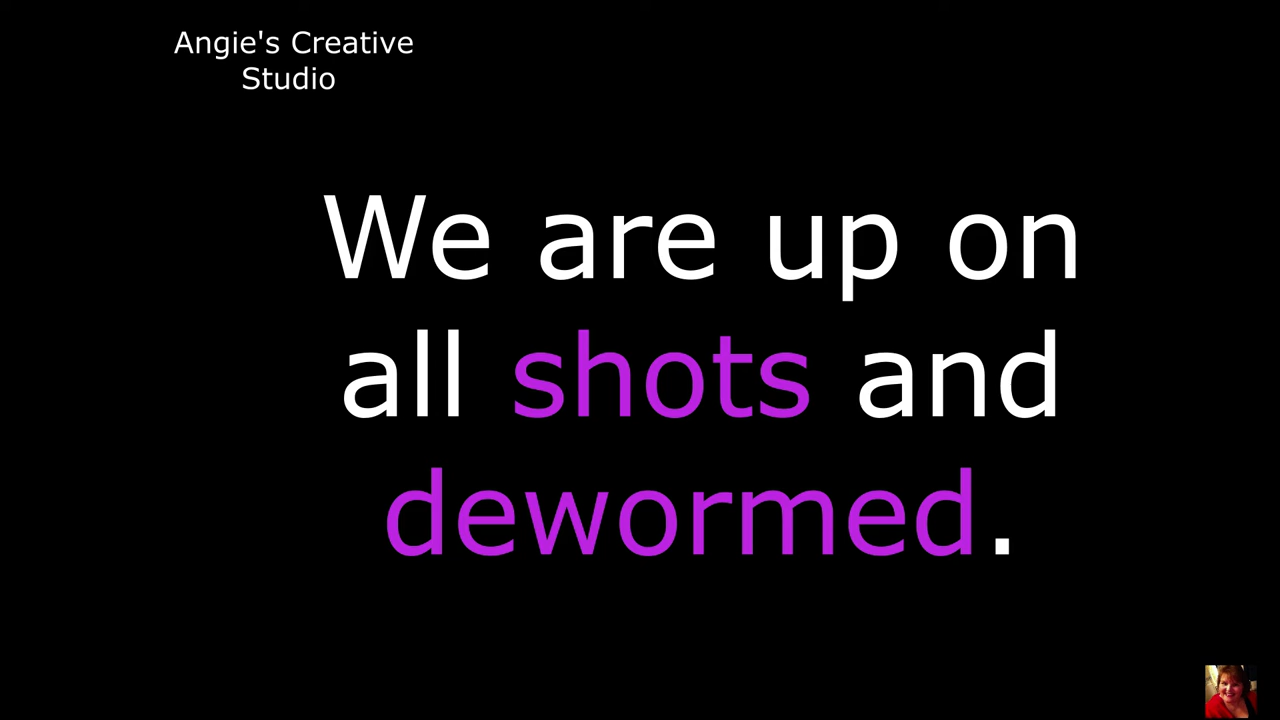 Angie's Creative
Studio
We are up on
all shots and
dewormed.